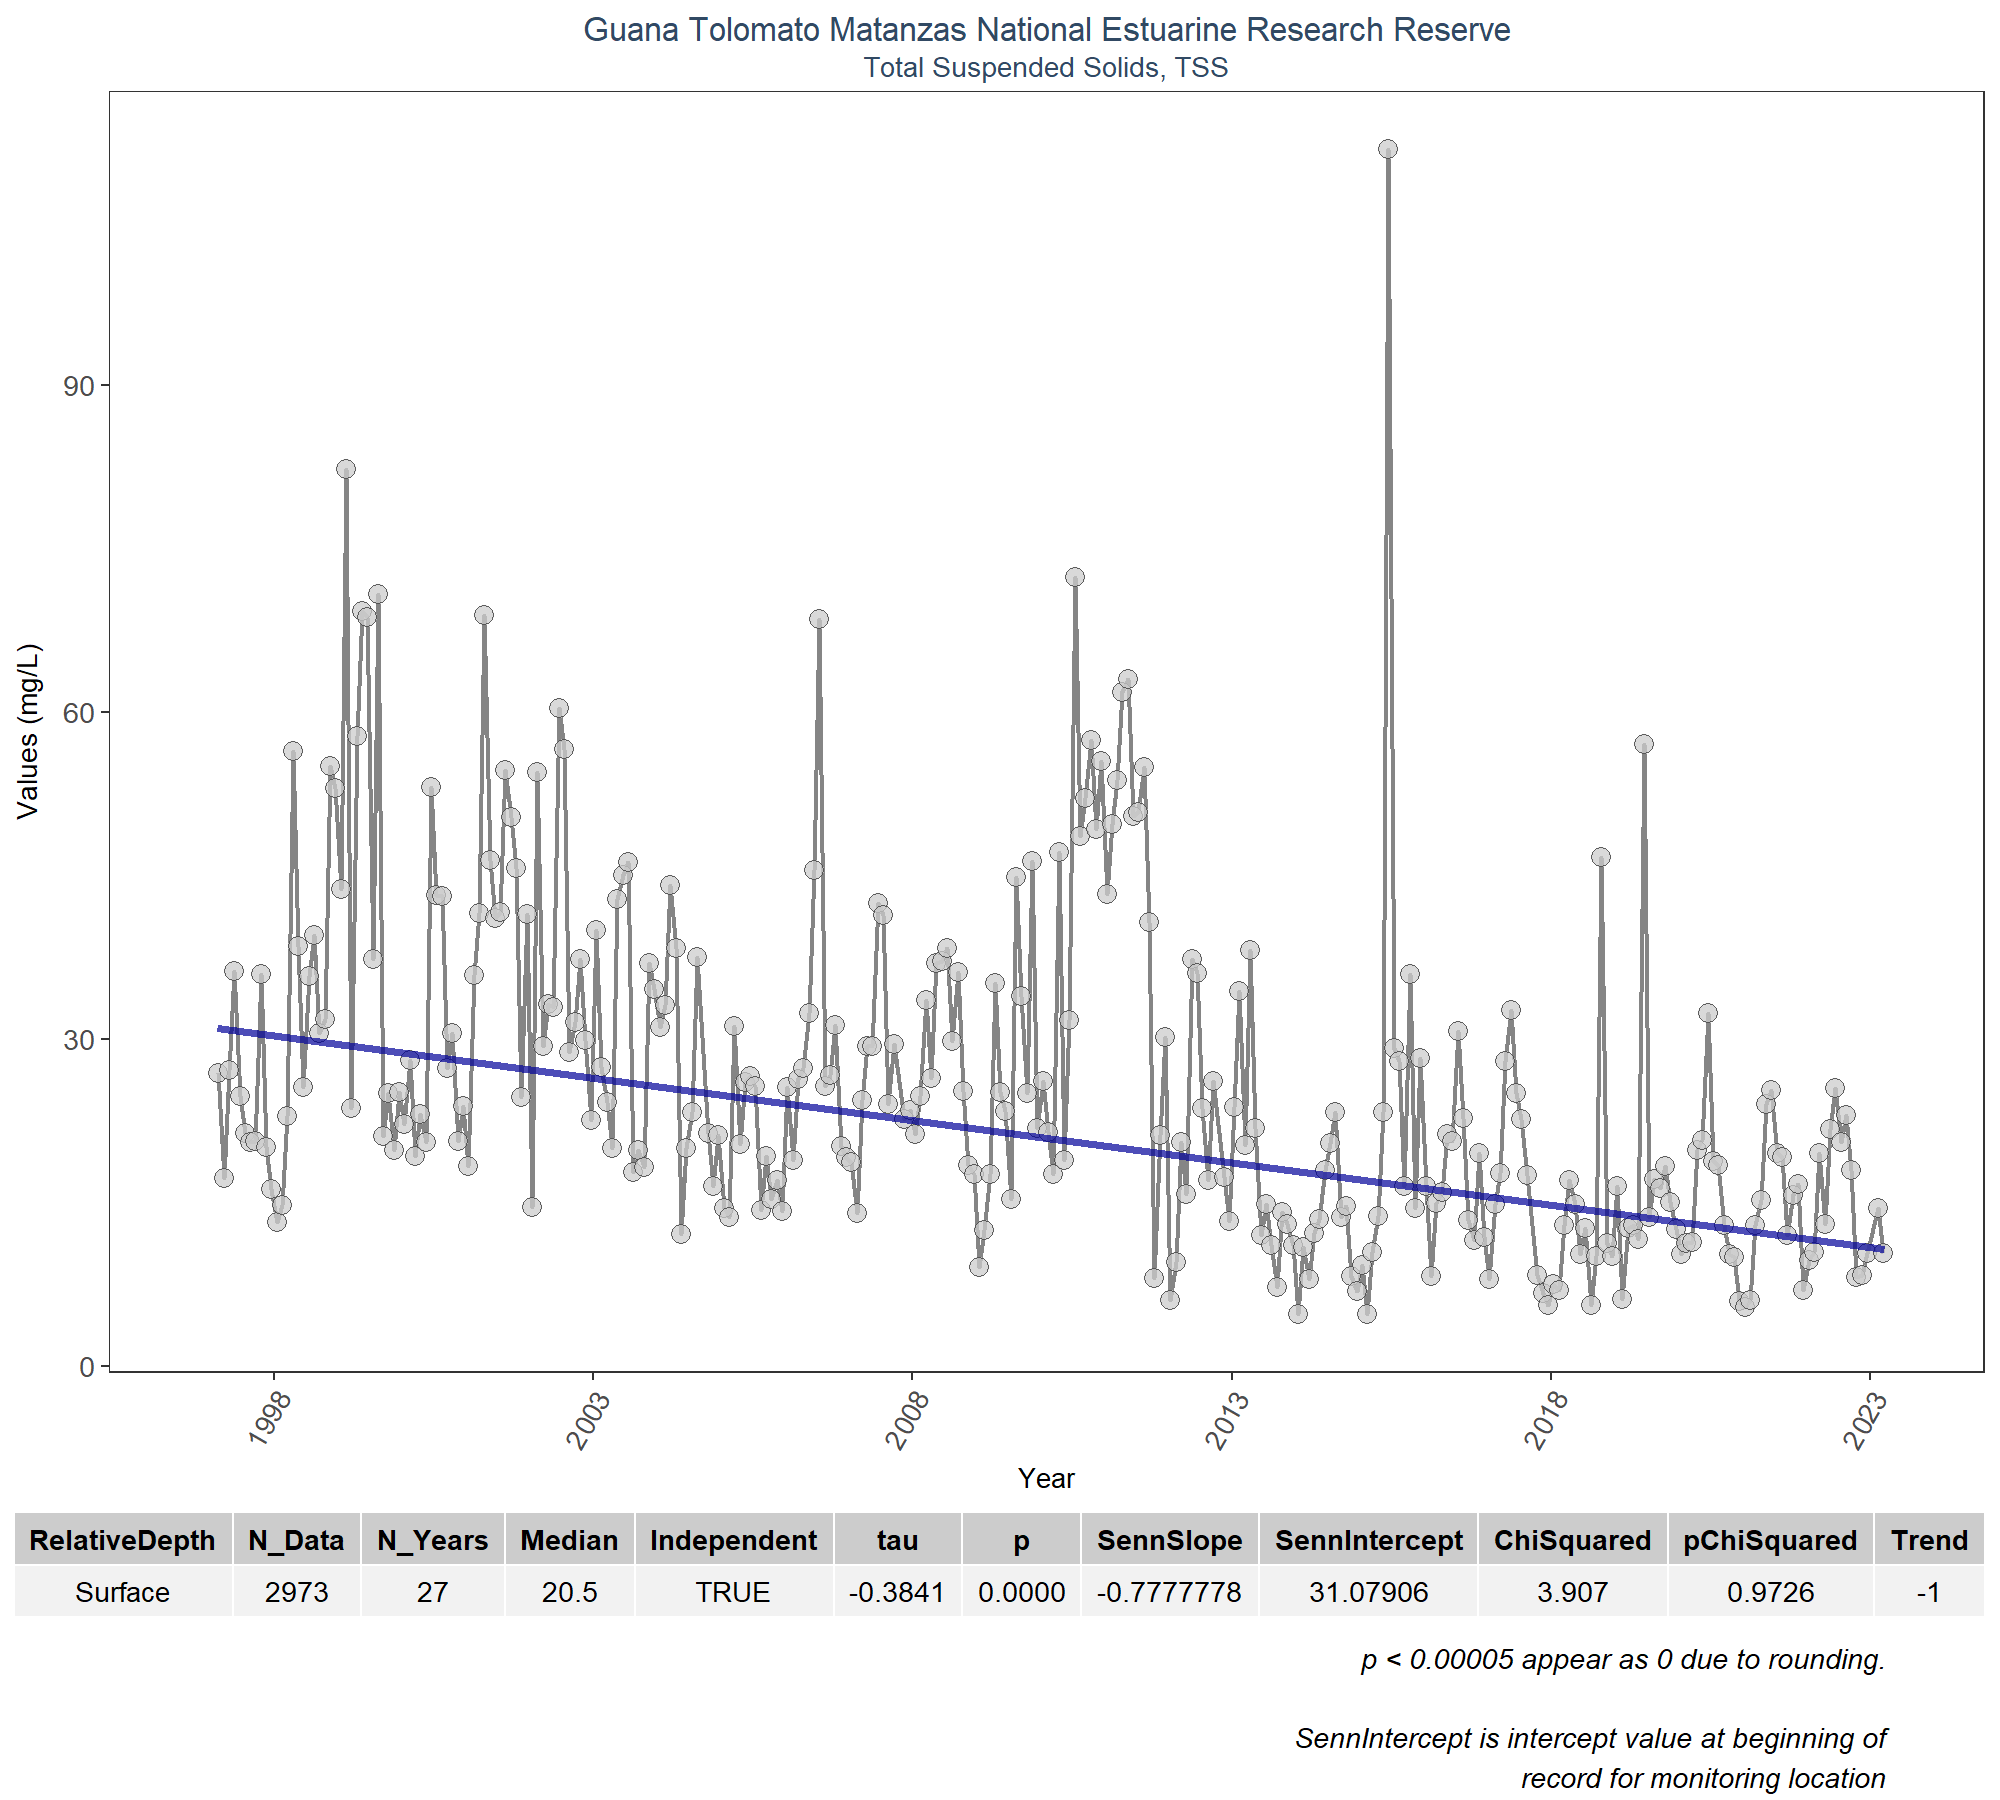 Guana Tolomato Matanzas National Estuarine Research Reserve
Total Suspended Solids, TSS
90
60
30
0
Values (mg/L)
1998
2003
2008
2013
2018
2023
Year
RelativeDepth N_Data N_Years Median Independent tau p SennSlope SennIntercept ChiSquared pChiSquared Trend
Surface 2973 27 20.5 TRUE -0.3841 0.0000 -0.7777778 31.07906 3.907 0.9726 -1
p < 0.00005 appear as 0 due to rounding.
SennIntercept is intercept value at beginning of
record for monitoring location